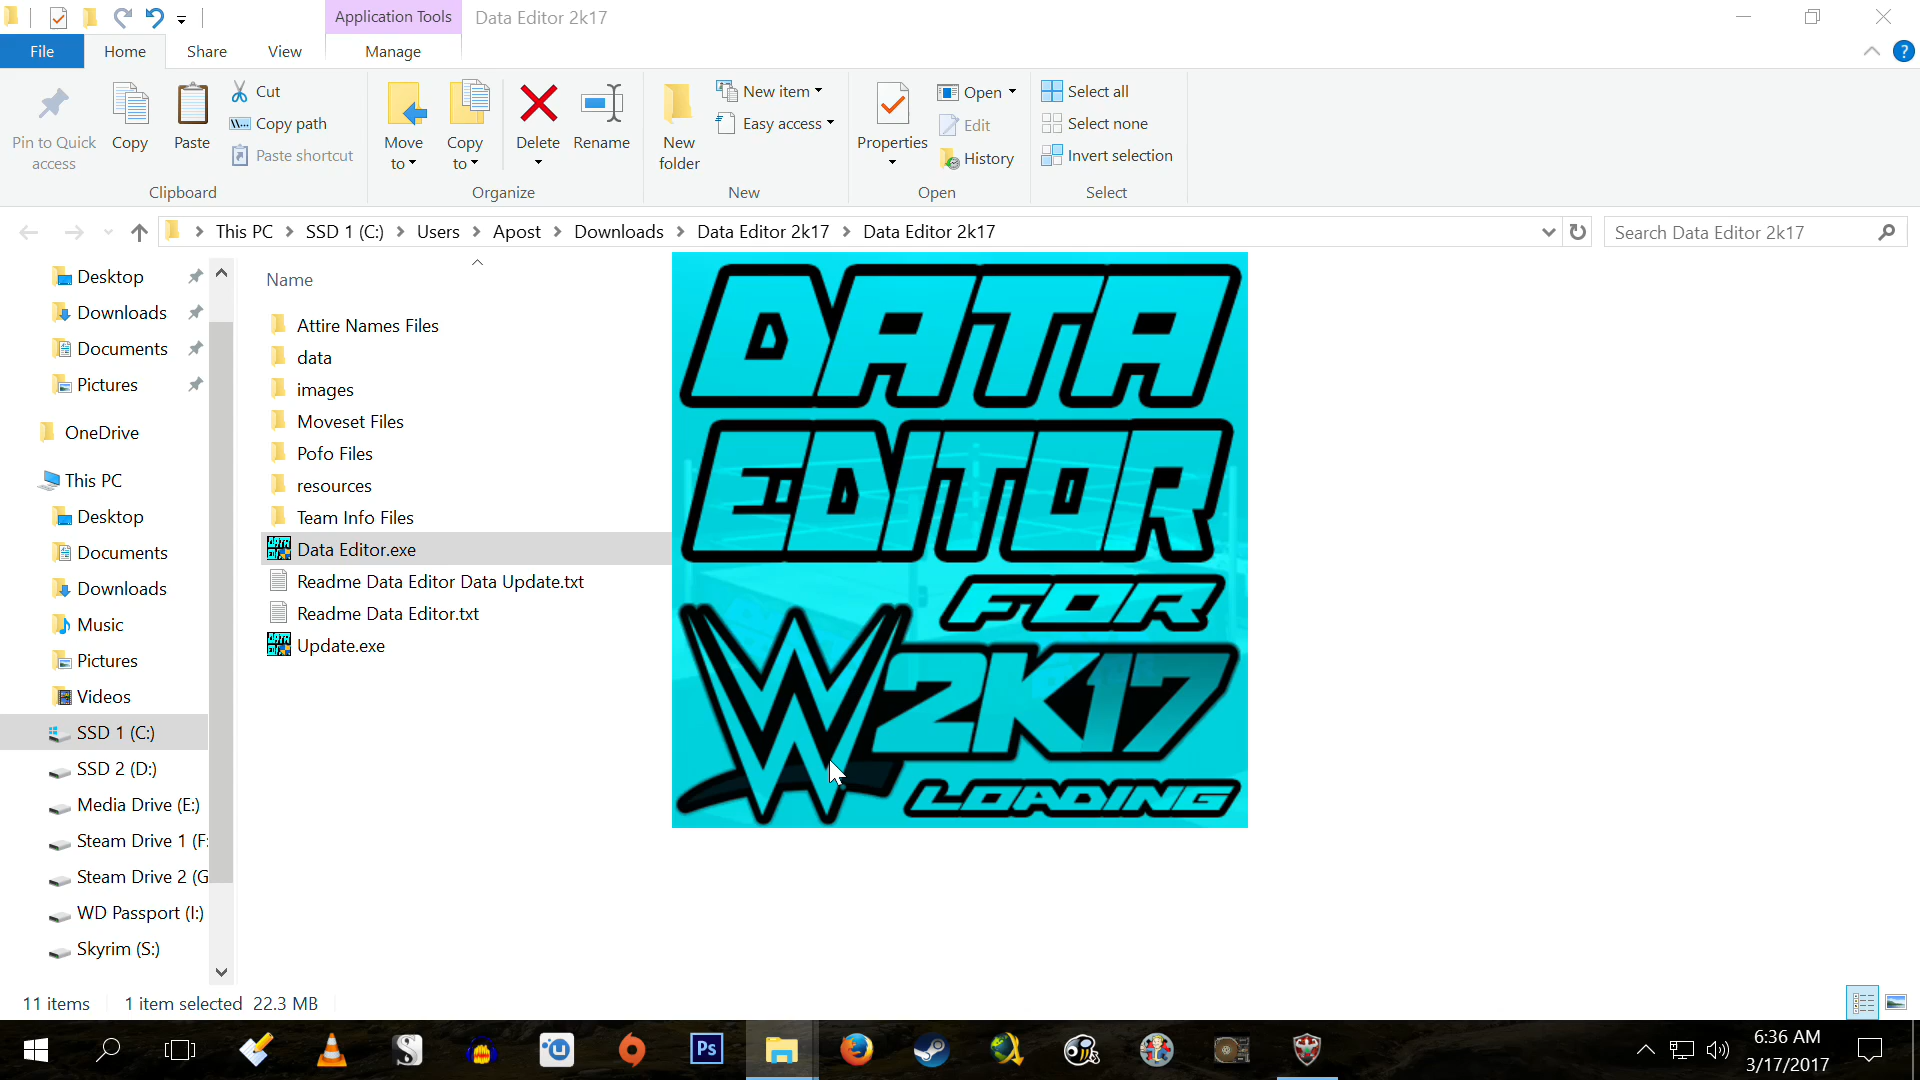 Application Tools
Data Editor 2k17
File
Home
Share
View
Manage
Pin to Quick
access
Copy
Paste
Cut
Copy path
Paste shortcut
Clipboard
Move
to
Copy
to
Delete
Rename
Organize
New
folder
New item
Easy access
New
Properties
Open
Edit
History
Open
Select all
Select none
Invert selection
Select
This PC
SSD 1 (C:)
Users
Apost
Downloads
Data Editor 2k17
Data Editor 2k17
Search Data Editor 2k17
Desktop
Downloads
Documents
Pictures
OneDrive
This PC
Desktop
Documents
Downloads
Music
Pictures
Videos
SSD 1 (C:)
SSD 2 (D:)
Media Drive (E:)
Steam Drive 1 (F:
Steam Drive 2 (G
WD Passport (I:)
Skyrim (S:)
Name
Attire Names Files
data
images
Moveset Files
Pofo Files
resources
Team Info Files
Data Editor.exe
Readme Data Editor Data Update.txt
Readme Data Editor.txt
Update.exe
DATA
EDITOR
FOR
W 2K17
LOADING
11 items
1 item selected 22.3 MB
Ps
6:36 AM
3/17/2017